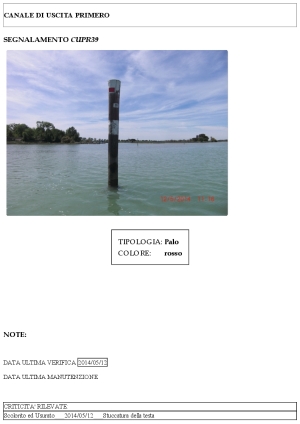 CANALE DI USCITA PRIMERO
SEGNALAMENTO CUPR39
TIPOLOGIA: Palo
COLORE: rosso
NOTE:
DATA ULTIMA VERIFICA 2014/05/12
DATA ULTIMA MANUTENZIONE
CRITICITA' RILEVATE
Scolorito ed Usurato 2014/05/12 Stuccatura della testa